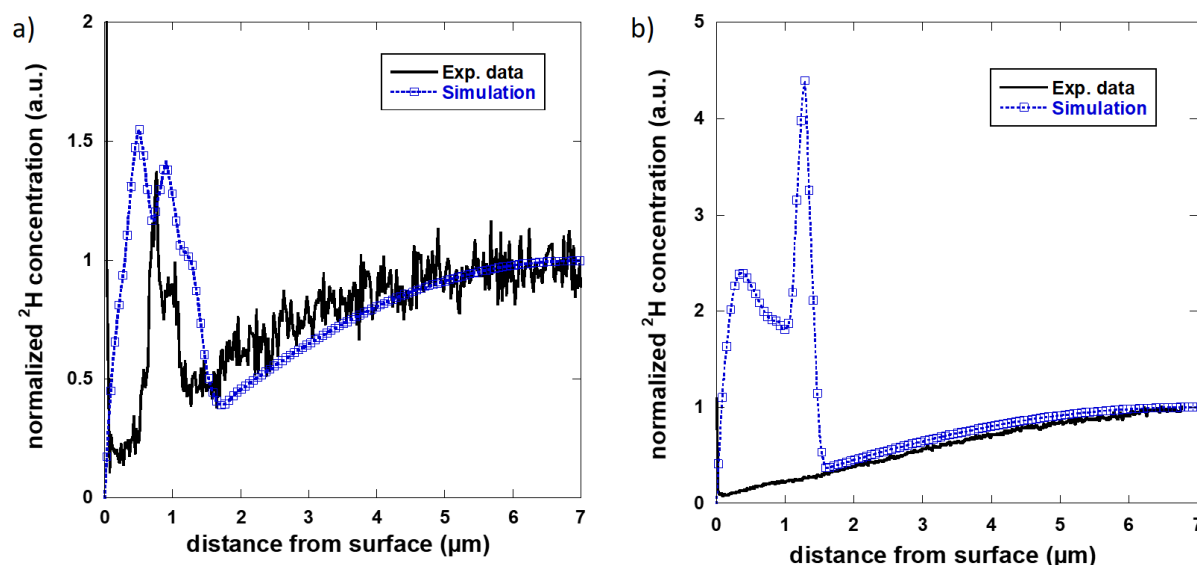 a)
normalized ²H concentration (a.u.)
2
1.5
1
0.5
0
Exp. data
Simulation
0 1 2 3 4 5 6 7
distance from surface (µm)
b)
normalized ²H concentration (a.u.)
5
4
3
2
1
0
Exp. data
Simulation
0 1 2 3 4 5 6 7
distance from surface (µm)